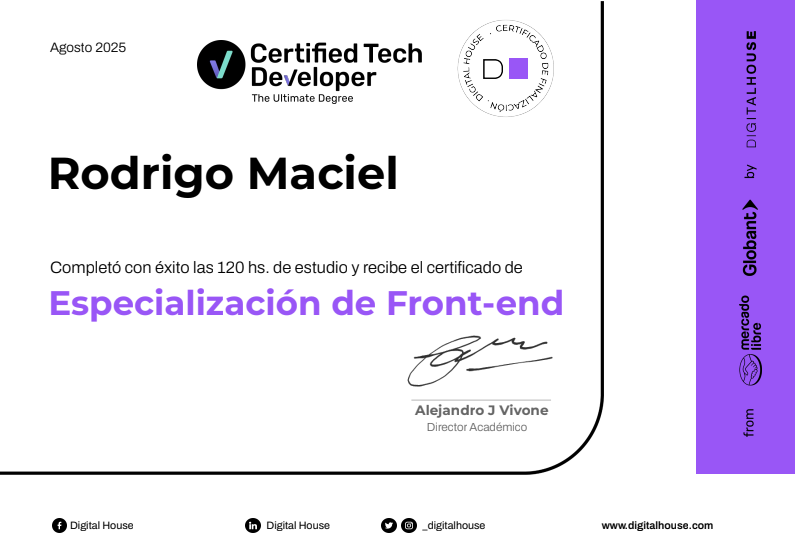 Agosto 2025
Certified Tech
Developer
The Ultimate Degree
DIGITAL HOUSE · CERTIFICADO DE FINALIZACIÓN ·
D
Rodrigo Maciel
Completó con éxito las 120 hs. de estudio y recibe el certificado de
Especialización de Front-end
Alejandro J Vivone
Director Académico
from
mercado
libre
Globant
by
DIGITALHOUSE
Digital House
Digital House
_digitalhouse
www.digitalhouse.com